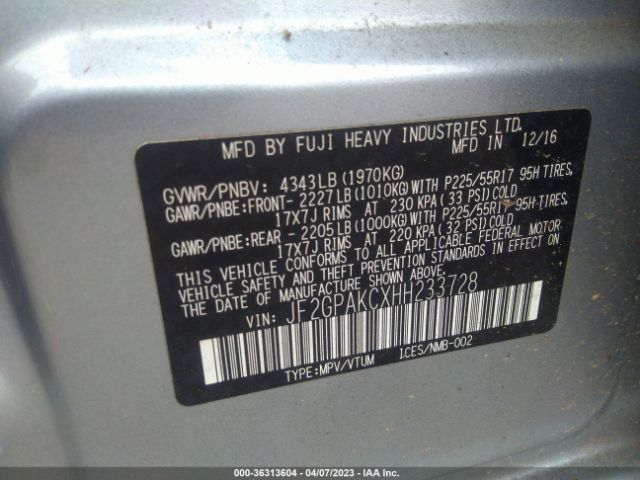 MFD BY FUJI HEAVY INDUSTRIES LTD.
MFD IN 12/16
GVWR/PNBV: 4343LB(1970KG)
GAWR/PNBE:FRONT- 2227LB(1010KG)WITH P225/55R17 95H TIRES,
17X7J RIMS AT 230 KPA(33 PSI)COLD
GAWR/PNBE:REAR - 2205LB(1000KG)WITH P225/55R17 95H TIRES,
17X7J RIMS AT 220 KPA(32 PSI)COLD
THIS VEHICLE CONFORMS TO ALL APPLICABLE FEDERAL MOTOR
VEHICLE SAFETY AND THEFT PREVENTION STANDARDS IN EFFECT ON
THE DATE OF MANUFACTURE SHOWN ABOVE.
VIN: JF2GPAKCXHH233728
TYPE:MPV/VTUM I.CES/NMB-002
000-36313604 - 04/07/2023 - IAA Inc.